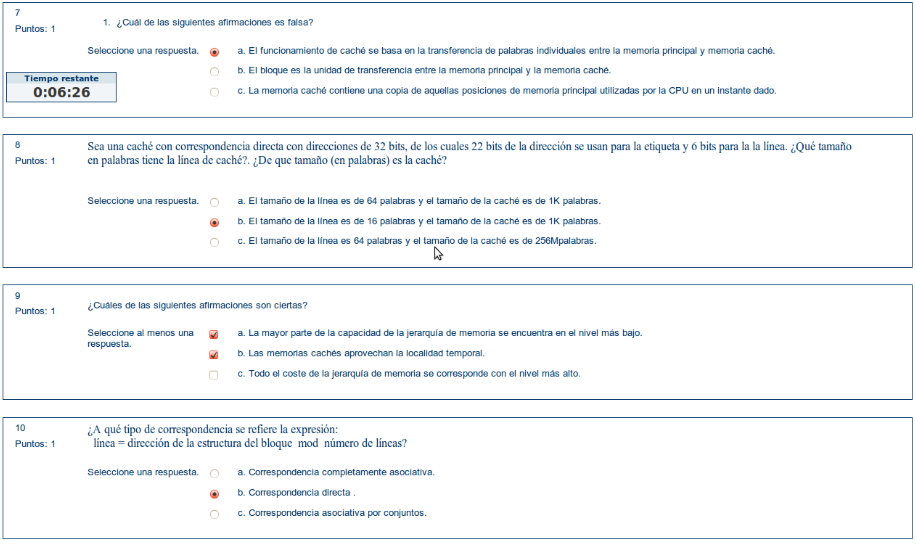 7
Puntos: 1
1. ¿Cuál de las siguientes afirmaciones es falsa?
Seleccione una respuesta.
a. El funcionamiento de caché se basa en la transferencia de palabras individuales entre la memoria principal y memoria caché.
b. El bloque es la unidad de transferencia entre la memoria principal y la memoria caché.
c. La memoria caché contiene una copia de aquellas posiciones de memoria principal utilizadas por la CPU en un instante dado.
Tiempo restante
0:06:26
8
Puntos: 1
Sea una caché con correspondencia directa con direcciones de 32 bits, de los cuales 22 bits de la dirección se usan para la etiqueta y 6 bits para la la línea. ¿Qué tamaño
en palabras tiene la línea de caché?. ¿De que tamaño (en palabras) es la caché?
Seleccione una respuesta.
a. El tamaño de la línea es de 64 palabras y el tamaño de la caché es de 1K palabras.
b. El tamaño de la línea es de 16 palabras y el tamaño de la caché es de 1K palabras.
c. El tamaño de la línea es 64 palabras y el tamaño de la caché es de 256Mpalabras.
9
Puntos: 1
¿Cuáles de las siguientes afirmaciones son ciertas?
Seleccione al menos una
respuesta.
a. La mayor parte de la capacidad de la jerarquía de memoria se encuentra en el nivel más bajo.
b. Las memorias cachés aprovechan la localidad temporal.
c. Todo el coste de la jerarquía de memoria se corresponde con el nivel más alto.
10
Puntos: 1
¿A qué tipo de correspondencia se refiere la expresión:
línea = dirección de la estructura del bloque mod número de líneas?
Seleccione una respuesta.
a. Correspondencia completamente asociativa.
b. Correspondencia directa .
c. Correspondencia asociativa por conjuntos.